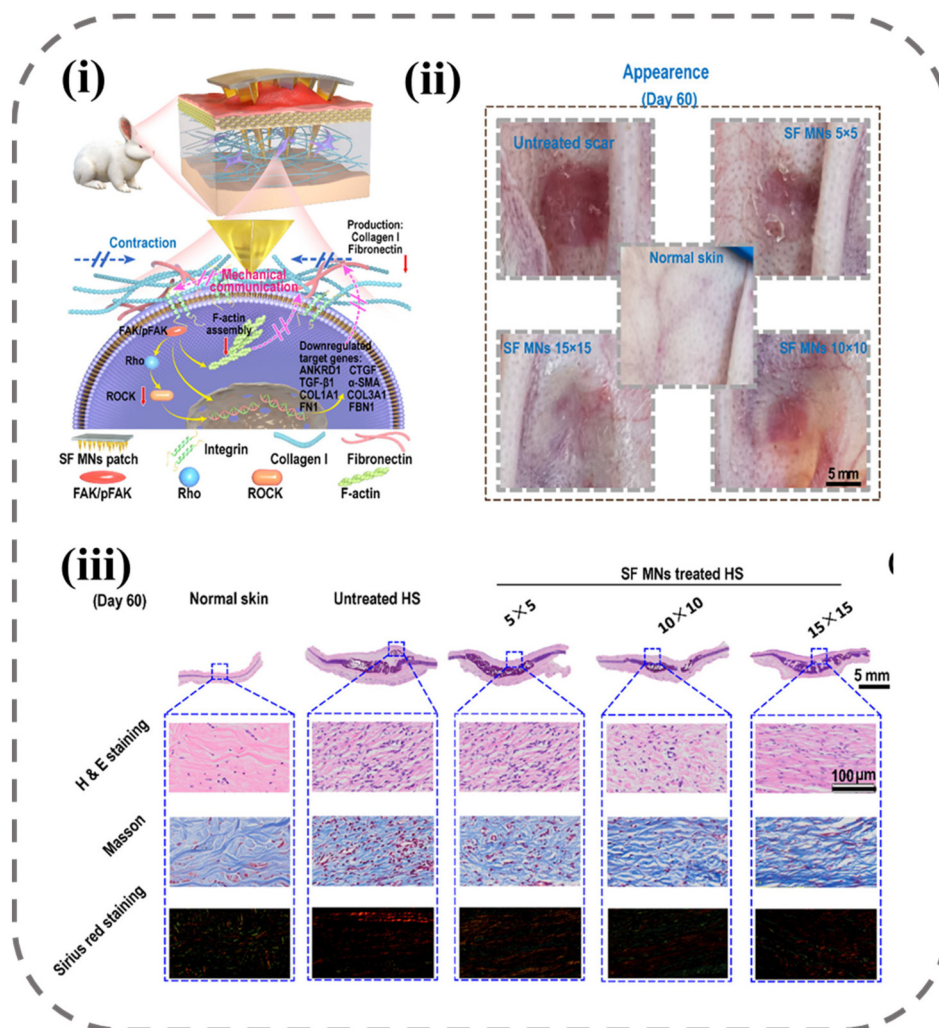 (i)
Contraction
Production:
Collagen I
Fibronectin
Mechanical
communication
FAK/pFAK
F-actin
assembly
Rho
ROCK
Downregulated
target genes:
ANKRD1 CTGF
TGF-β1 α-SMA
COL1A1 COL3A1
FN1 FBN1
SF MNs patch
Integrin
Collagen I
Fibronectin
FAK/pFAK
Rho
ROCK
F-actin
(ii)
Appearence
(Day 60)
Untreated scar
SF MNs 5×5
Normal skin
SF MNs 15×15
SF MNs 10×10
5 mm
(iii)
(Day 60)
Normal skin
Untreated HS
SF MNs treated HS
5×5
10×10
15×15
5 mm
H & E staining
100 μm
Masson
Sirius red staining